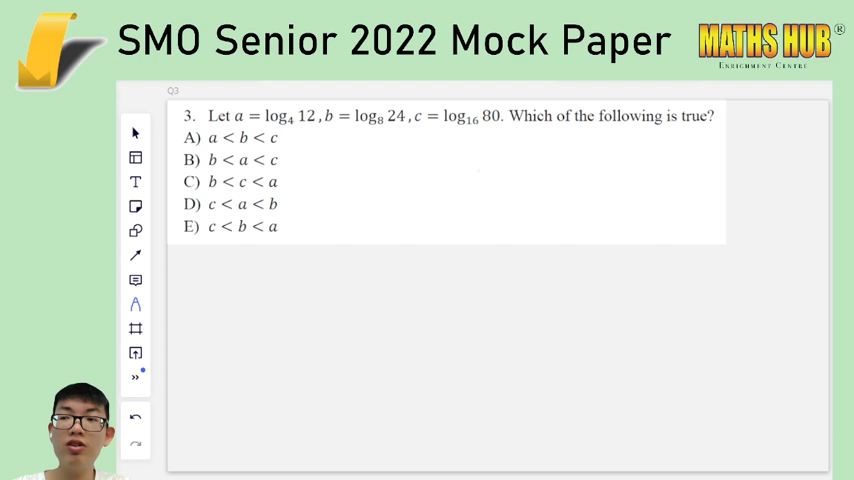 SMO Senior 2022 Mock Paper
MATHS HUB®
ENRICHMENT CENTRE
Q3
3. Let a = log₄ 12 , b = log₈ 24 , c = log₁₆ 80. Which of the following is true?
A) a < b < c
B) b < a < c
C) b < c < a
D) c < a < b
E) c < b < a